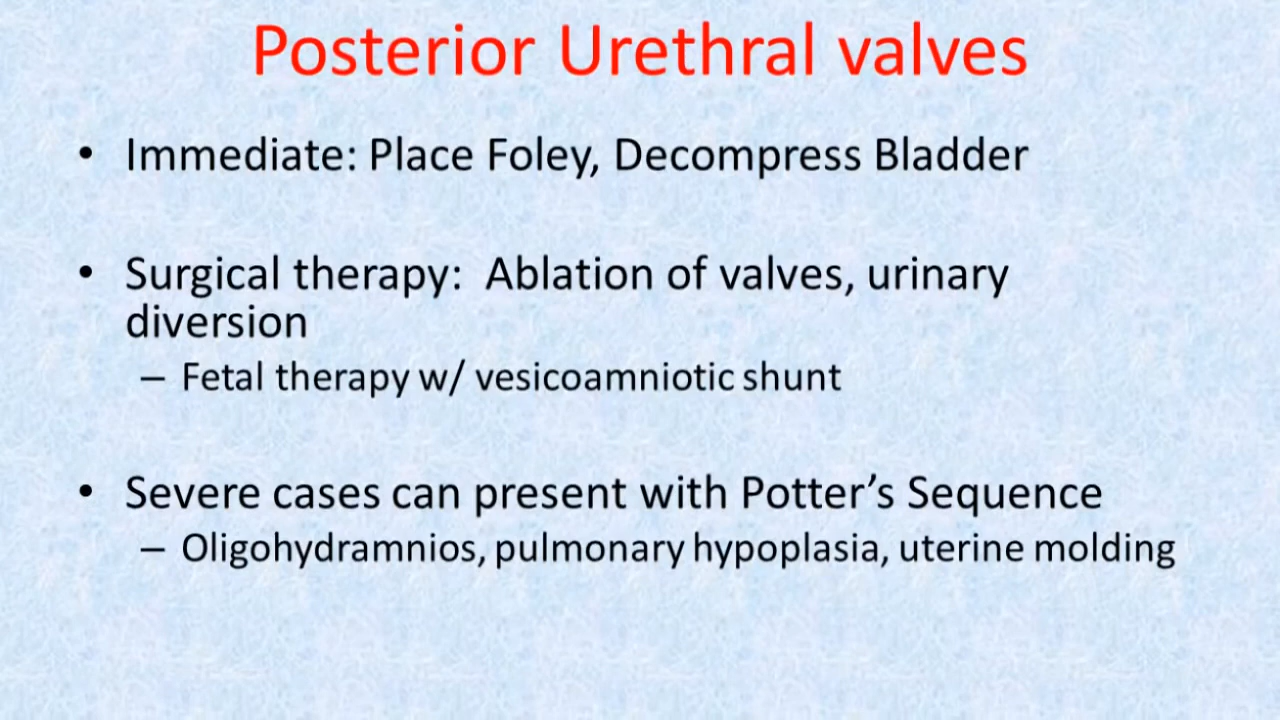 Posterior Urethral valves
• Immediate: Place Foley, Decompress Bladder
• Surgical therapy: Ablation of valves, urinary
diversion
– Fetal therapy w/ vesicoamniotic shunt
• Severe cases can present with Potter’s Sequence
– Oligohydramnios, pulmonary hypoplasia, uterine molding